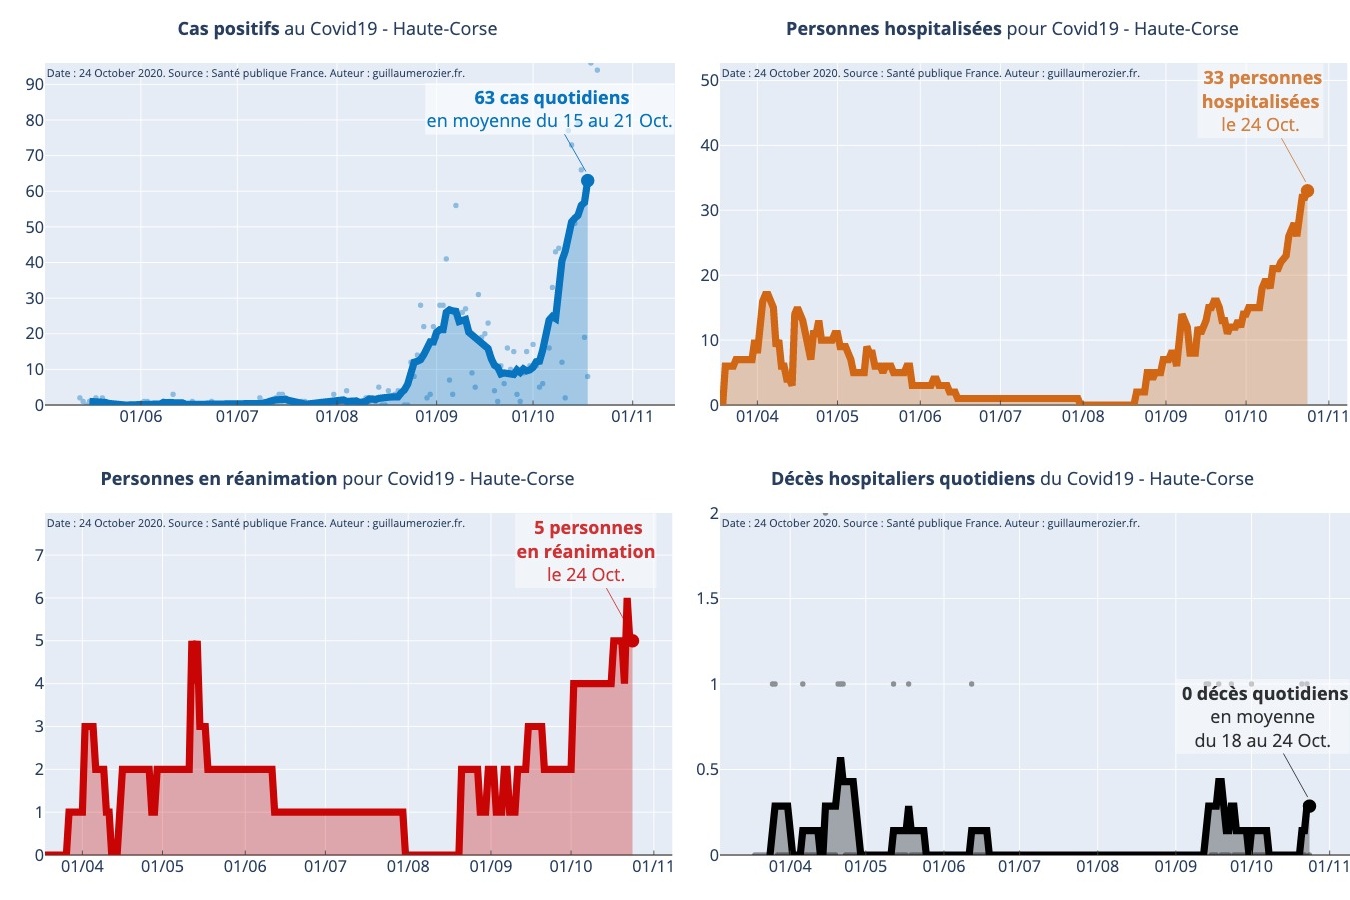 Cas positifs au Covid19 - Haute-Corse
Date : 24 October 2020. Source : Santé publique France. Auteur : guillaumerozier.fr.
63 cas quotidiens
en moyenne du 15 au 21 Oct.
90
80
70
60
50
40
30
20
10
0
01/06 01/07 01/08 01/09 01/10 01/11
Personnes hospitalisées pour Covid19 - Haute-Corse
Date : 24 October 2020. Source : Santé publique France. Auteur : guillaumerozier.fr.
33 personnes
hospitalisées
le 24 Oct.
50
40
30
20
10
0
01/04 01/05 01/06 01/07 01/08 01/09 01/10 01/11
Personnes en réanimation pour Covid19 - Haute-Corse
Date : 24 October 2020. Source : Santé publique France. Auteur : guillaumerozier.fr.
5 personnes
en réanimation
le 24 Oct.
7
6
5
4
3
2
1
0
01/04 01/05 01/06 01/07 01/08 01/09 01/10 01/11
Décès hospitaliers quotidiens du Covid19 - Haute-Corse
2
Date : 24 October 2020. Source : Santé publique France. Auteur : guillaumerozier.fr.
1.5
1
0 décès quotidiens
en moyenne
du 18 au 24 Oct.
0.5
0
01/04 01/05 01/06 01/07 01/08 01/09 01/10 01/11